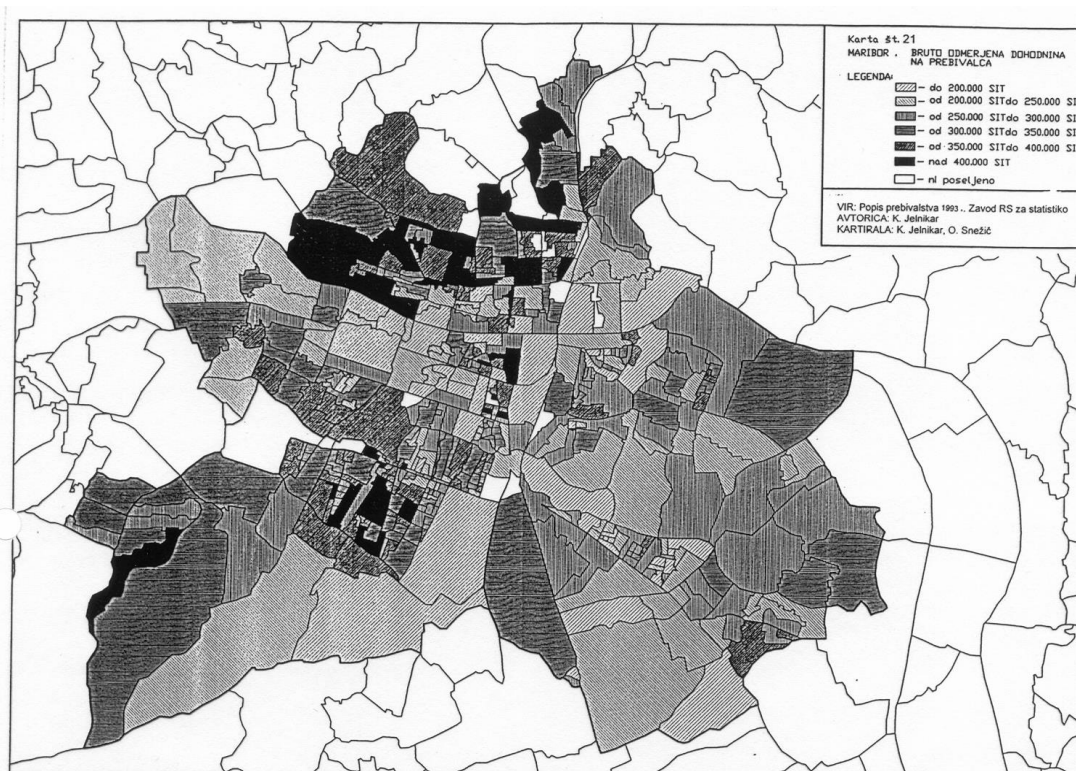 Karta št.21
MARIBOR . BRUTO ODMERJENA DOHODNINA
NA PREBIVALCA
LEGENDA:
- do 200.000 SIT
- od 200.000 SITdo 250.000 SI
- od 250.000 SITdo 300.000 SI
- od 300.000 SITdo 350.000 SI
- od 350.000 SITdo 400.000 SI
- nad 400.000 SIT
- ni poseljeno
VIR: Popis prebivalstva 1993.. Zavod RS za statistiko
AVTORICA: K. Jelnikar
KARTIRALA: K. Jelnikar, O. Snežič